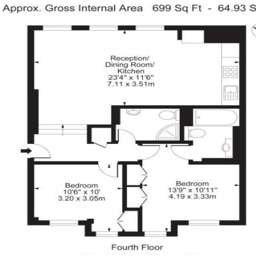 Approx. Gross Internal Area 699 Sq Ft - 64.93 S
Reception/
Dining Room/
Kitchen
23'4" x 11'6"
7.11 x 3.51m
Bedroom
10'6" x 10'
3.20 x 3.05m
Bedroom
13'9" x 10'11"
4.19 x 3.33m
Fourth Floor